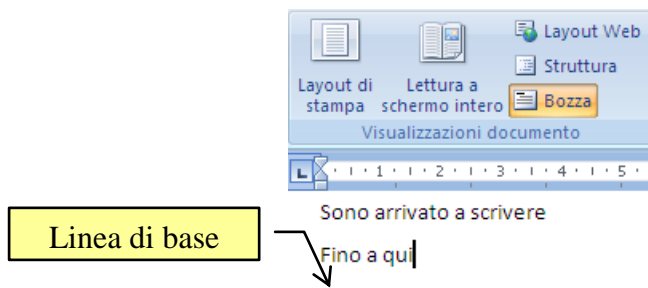 Layout di stampa
Lettura a schermo intero
Layout Web
Struttura
Bozza
Visualizzazioni documento
L · 1 · 2 · 3 · 4 · 5 ·
Sono arrivato a scrivere
Linea di base
Fino a qui